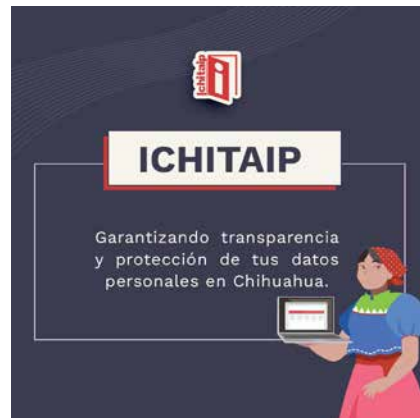 Ichitaip
ICHITAIP
Garantizando transparencia
y protección de tus datos
personales en Chihuahua.